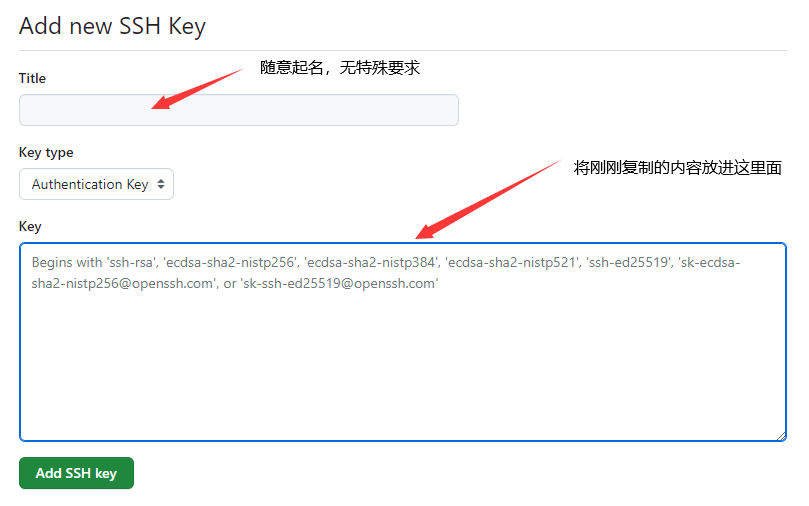 Add new SSH Key
随意起名，无特殊要求
Title
Key type
将刚刚复制的内容放进这里面
Authentication Key
Key
Begins with 'ssh-rsa', 'ecdsa-sha2-nistp256', 'ecdsa-sha2-nistp384', 'ecdsa-sha2-nistp521', 'ssh-ed25519', 'sk-ecdsa-
sha2-nistp256@openssh.com', or 'sk-ssh-ed25519@openssh.com'
Add SSH key